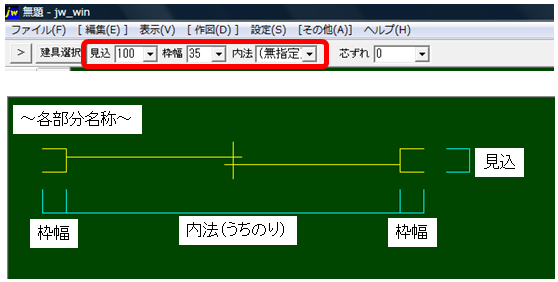 jw 無題 - jw_win
ファイル(F) [ 編集(E) ] 表示(V) [ 作図(D) ] 設定(S) [その他(A)] ヘルプ(H)
> 建具選択 見込 100 枠幅 35 内法 (無指定 芯ずれ 0
～各部分名称～
見込
枠幅 内法(うちのり) 枠幅